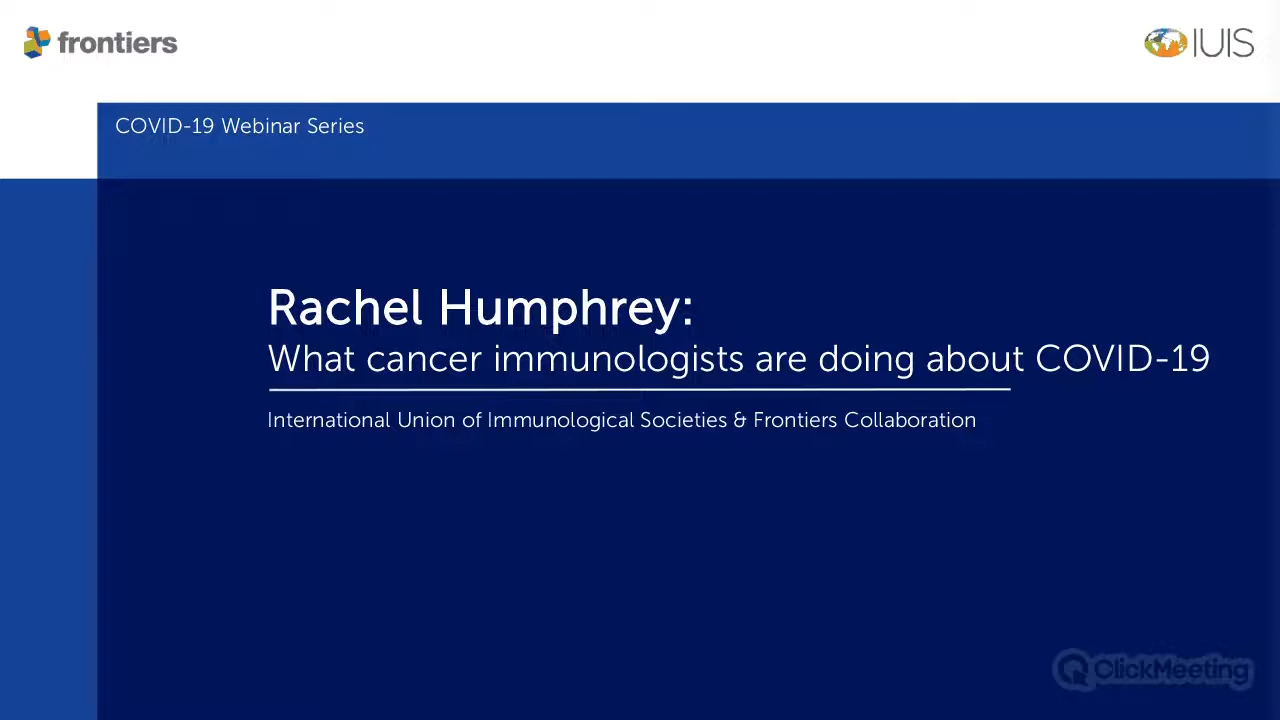 frontiers
IUIS
COVID-19 Webinar Series
Rachel Humphrey:
What cancer immunologists are doing about COVID-19
International Union of Immunological Societies & Frontiers Collaboration
ClickMeeting